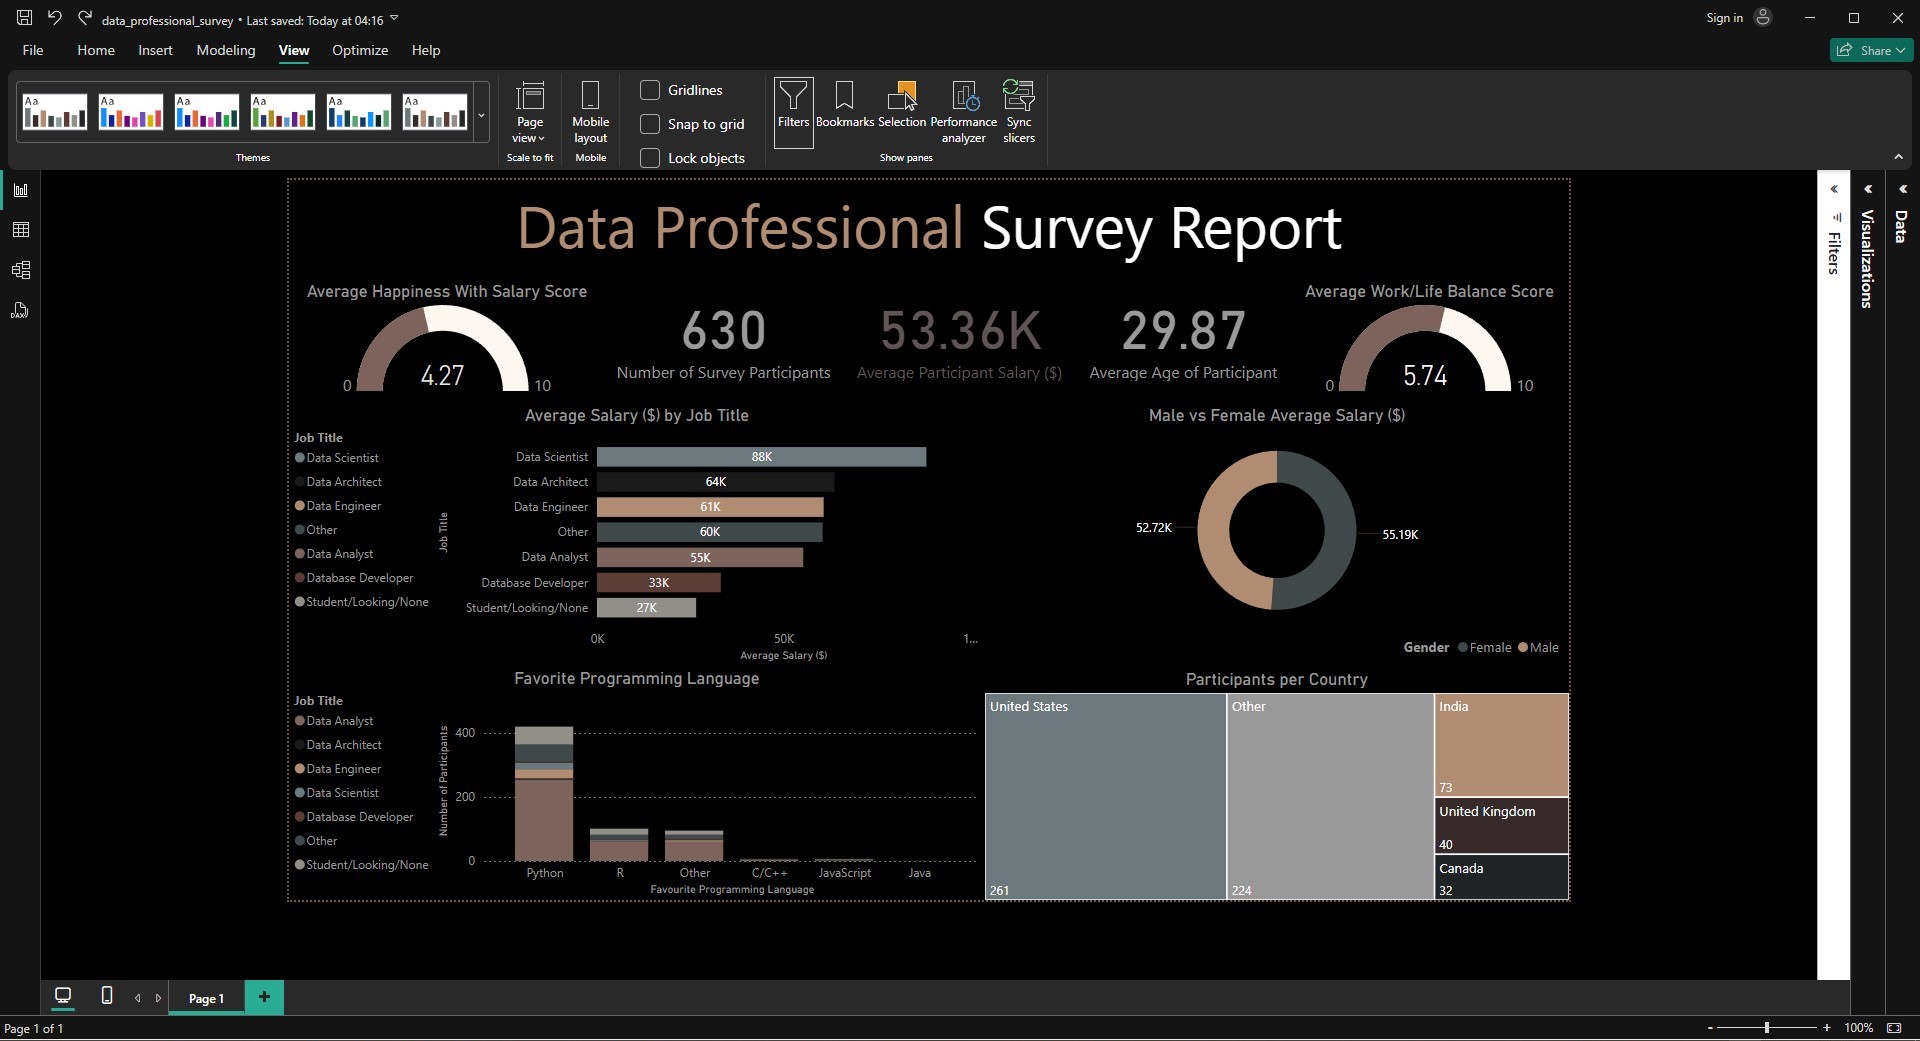 data_professional_survey • Last saved: Today at 04:16
Sign in
File Home Insert Modeling View Optimize Help
Share
Aa Aa Aa Aa Aa Aa
Themes
Page view
Scale to fit
Mobile layout
Mobile
Gridlines
Snap to grid
Lock objects
Filters
Bookmarks
Selection
Performance analyzer
Sync slicers
Show panes
Data Professional Survey Report
Average Happiness With Salary Score
0
4.27
10
630
Number of Survey Participants
53.36K
Average Participant Salary ($)
29.87
Average Age of Participant
Average Work/Life Balance Score
0
5.74
10
Average Salary ($) by Job Title
Job Title
Data Scientist
Data Architect
Data Engineer
Other
Data Analyst
Database Developer
Student/Looking/None
Job Title
Data Scientist 88K
Data Architect 64K
Data Engineer 61K
Other 60K
Data Analyst 55K
Database Developer 33K
Student/Looking/None 27K
0K 50K 1...
Average Salary ($)
Male vs Female Average Salary ($)
52.72K
55.19K
Gender Female Male
Favorite Programming Language
Job Title
Data Analyst
Data Architect
Data Engineer
Data Scientist
Database Developer
Other
Student/Looking/None
Number of Participants
400
200
0
Python R Other C/C++ JavaScript Java
Favourite Programming Language
Participants per Country
United States
261
Other
224
India
73
United Kingdom
40
Canada
32
Filters
Visualizations
Data
DAX
Page 1
+
Page 1 of 1
- + 100%